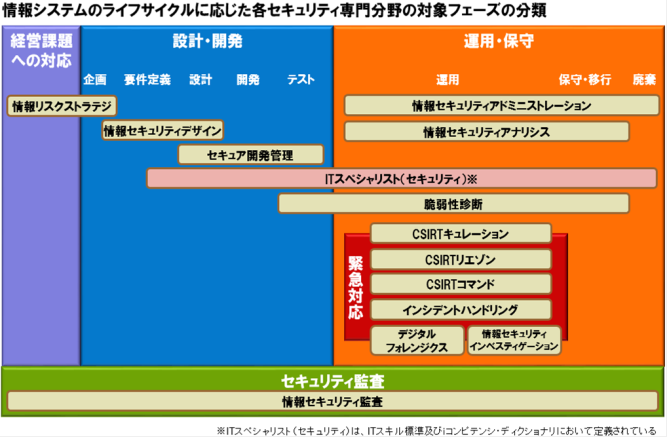 情報システムのライフサイクルに応じた各セキュリティ専門分野の対象フェーズの分類
経営課題
への対応
設計・開発
運用・保守
企画
要件定義
設計
開発
テスト
運用
保守・移行
廃棄
情報リスクストラテジ
情報セキュリティアドミニストレーション
情報セキュリティデザイン
情報セキュリティアナリシス
セキュア開発管理
ITスペシャリスト(セキュリティ)※
脆弱性診断
緊急対応
CSIRTキュレーション
CSIRTリエゾン
CSIRTコマンド
インシデントハンドリング
デジタル
フォレンジクス
情報セキュリティ
インベスティゲーション
セキュリティ監査
情報セキュリティ監査
※ITスペシャリスト(セキュリティ)は、ITスキル標準及びiコンピテンシ・ディクショナリにおいて定義されている